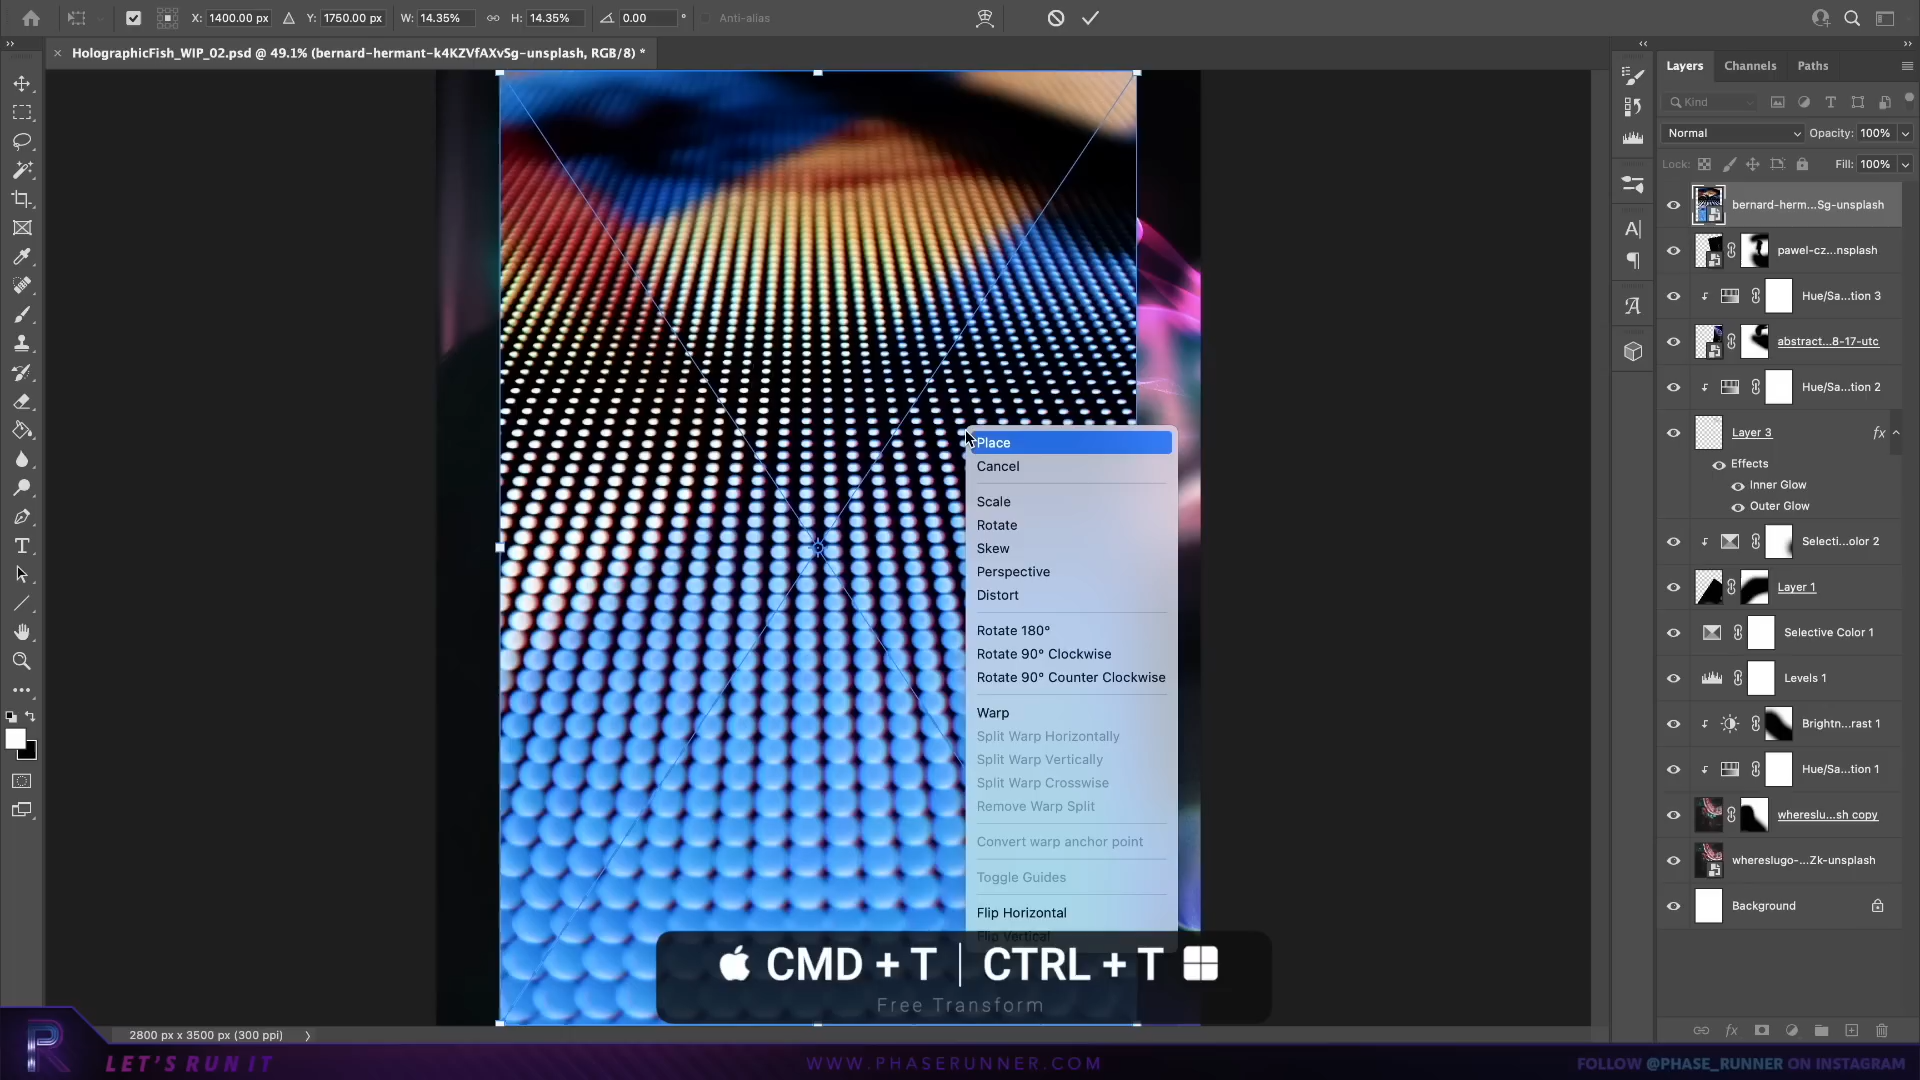 X: 1400.00 px Y: 1750.00 px W: 14.35% H: 14.35% 0.00 ° Anti-alias
HolographicFish_WIP_02.psd @ 49.1% (bernard-hermant-k4KZVfAXvSg-unsplash, RGB/8) *
Layers Channels Paths
Kind
Normal Opacity: 100%
Lock: Fill: 100%
bernard-herm...Sg-unsplash
pawel-cz...nsplash
Hue/Sa...tion 3
abstract...8-17-utc
Hue/Sa...tion 2
Layer 3 fx
Effects
Inner Glow
Outer Glow
Selecti...olor 2
Layer 1
Selective Color 1
Levels 1
Brightn...rast 1
Hue/Sa...tion 1
whereslu...sh copy
whereslugo-...Zk-unsplash
Background
Place
Cancel
Scale
Rotate
Skew
Perspective
Distort
Rotate 180°
Rotate 90° Clockwise
Rotate 90° Counter Clockwise
Warp
Split Warp Horizontally
Split Warp Vertically
Split Warp Crosswise
Remove Warp Split
Convert warp anchor point
Toggle Guides
Flip Horizontal
Flip Vertical
CMD + T | CTRL + T
Free Transform
2800 px x 3500 px (300 ppi)
LET'S RUN IT
WWW.PHASERUNNER.COM
FOLLOW @PHASE_RUNNER ON INSTAGRAM